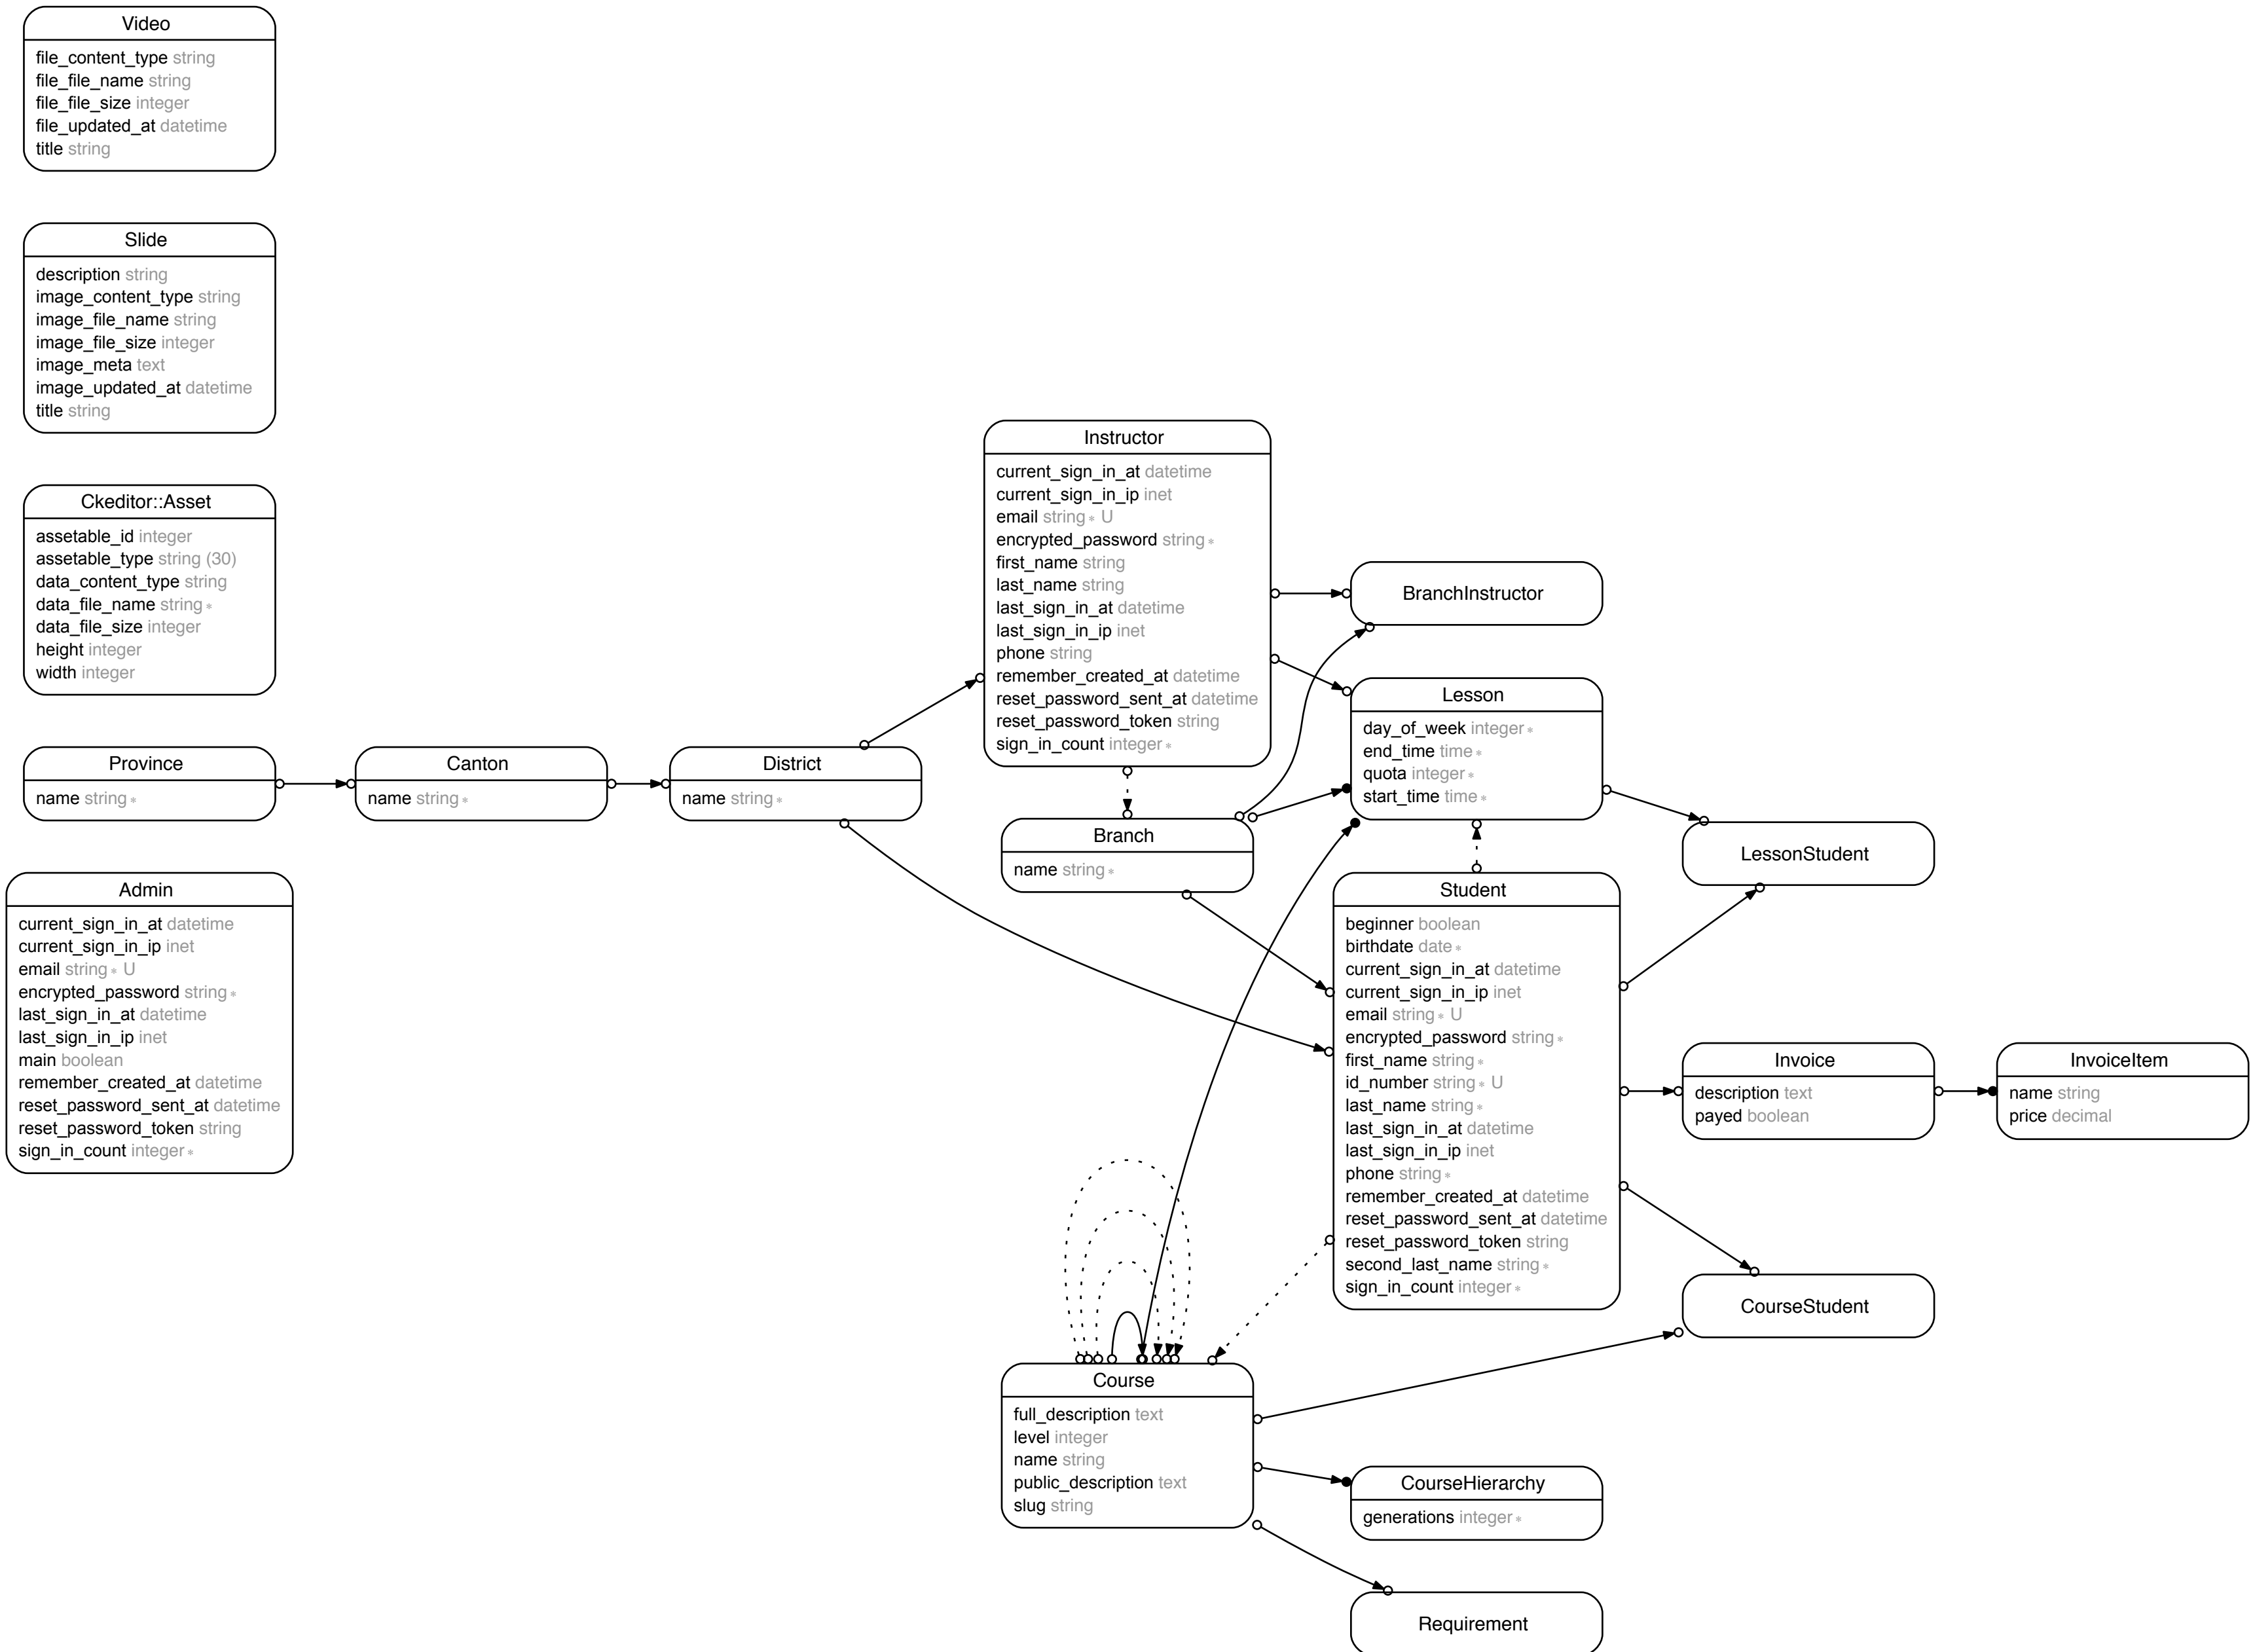 Video
file_content_type string
file_file_name string
file_file_size integer
file_updated_at datetime
title string
Slide
description string
image_content_type string
image_file_name string
image_file_size integer
image_meta text
image_updated_at datetime
title string
Ckeditor::Asset
assetable_id integer
assetable_type string (30)
data_content_type string
data_file_name string *
data_file_size integer
height integer
width integer
Province
name string *
Canton
name string *
District
name string *
Admin
current_sign_in_at datetime
current_sign_in_ip inet
email string * U
encrypted_password string *
last_sign_in_at datetime
last_sign_in_ip inet
main boolean
remember_created_at datetime
reset_password_sent_at datetime
reset_password_token string
sign_in_count integer *
Instructor
current_sign_in_at datetime
current_sign_in_ip inet
email string * U
encrypted_password string *
first_name string
last_name string
last_sign_in_at datetime
last_sign_in_ip inet
phone string
remember_created_at datetime
reset_password_sent_at datetime
reset_password_token string
sign_in_count integer *
Branch
name string *
BranchInstructor
Lesson
day_of_week integer *
end_time time *
quota integer *
start_time time *
LessonStudent
Student
beginner boolean
birthdate date *
current_sign_in_at datetime
current_sign_in_ip inet
email string * U
encrypted_password string *
first_name string *
id_number string * U
last_name string *
last_sign_in_at datetime
last_sign_in_ip inet
phone string *
remember_created_at datetime
reset_password_sent_at datetime
reset_password_token string
second_last_name string *
sign_in_count integer *
Invoice
description text
payed boolean
InvoiceItem
name string
price decimal
CourseStudent
Course
full_description text
level integer
name string
public_description text
slug string
CourseHierarchy
generations integer *
Requirement